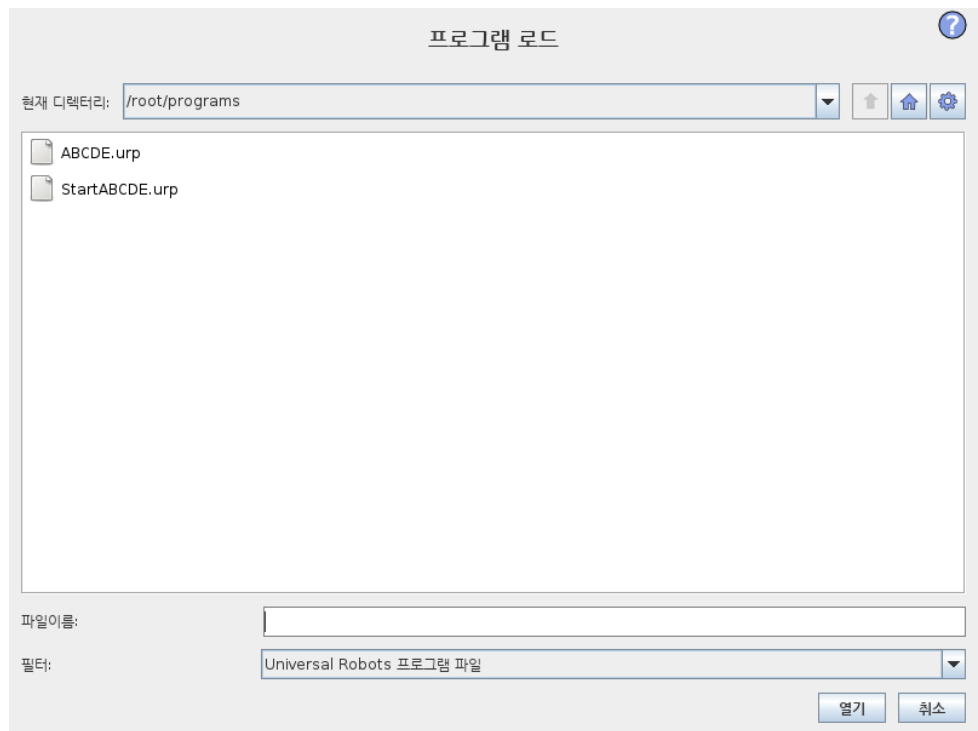 프로그램 로드
?
현재 디렉터리: /root/programs
ABCDE.urp
StartABCDE.urp
파일이름:
필터: Universal Robots 프로그램 파일
열기 취소